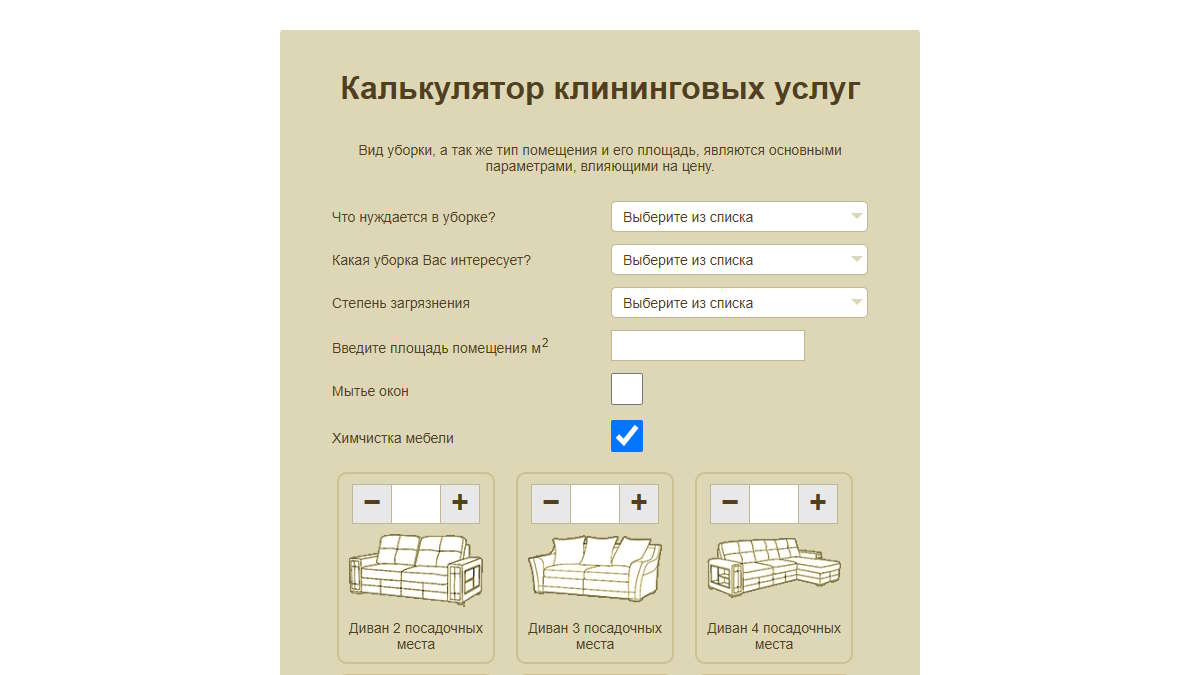 Калькулятор клининговых услуг
Вид уборки, а так же тип помещения и его площадь, являются основными
параметрами, влияющими на цену.
Что нуждается в уборке?
Выберите из списка
Какая уборка Вас интересует?
Выберите из списка
Степень загрязнения
Выберите из списка
Введите площадь помещения м²
Мытье окон
Химчистка мебели
− +
− +
− +
Диван 2 посадочных
места
Диван 3 посадочных
места
Диван 4 посадочных
места